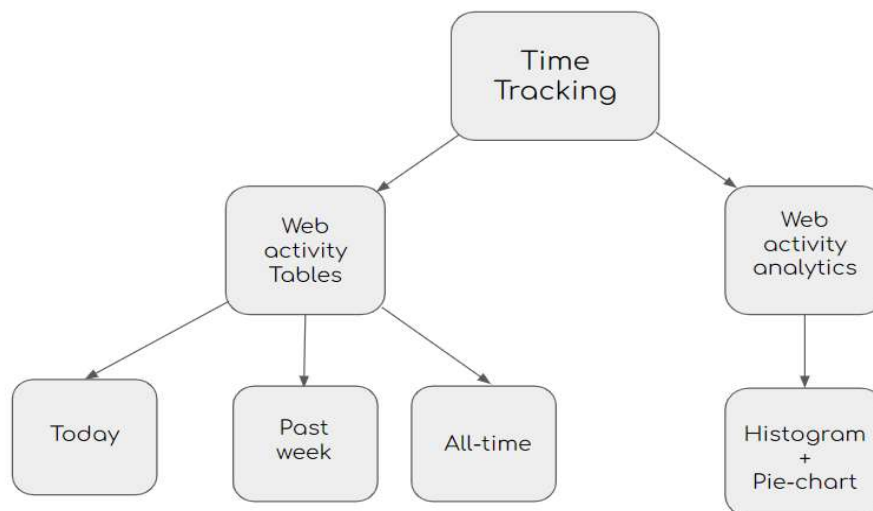 Time
Tracking
Web
activity
Tables
Web
activity
analytics
Today
Past
week
All-time
Histogram
+
Pie-chart